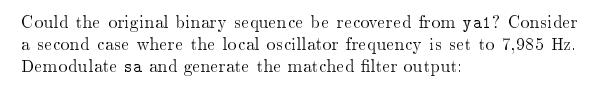 Could the original binary sequence be recovered from ya1? Consider
a second case where the local oscillator frequency is set to 7,985 Hz.
Demodulate sa and generate the matched filter output: